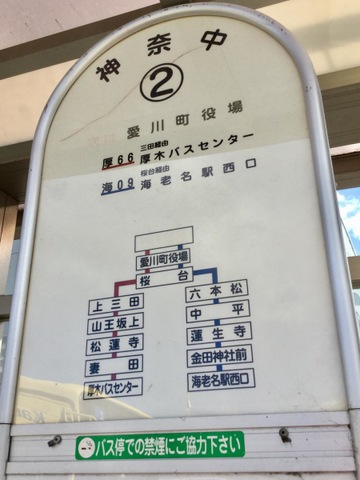 神奈中
②
愛川町役場
三田経由
厚66 厚木バスセンター
桜台経由
海09 海老名駅西口
愛川町役場
桜台
上三田
山王坂上
松蓮寺
妻田
厚木バスセンター
六本松
中平
蓮生寺
金田神社前
海老名駅西口
バス停での禁煙にご協力下さい